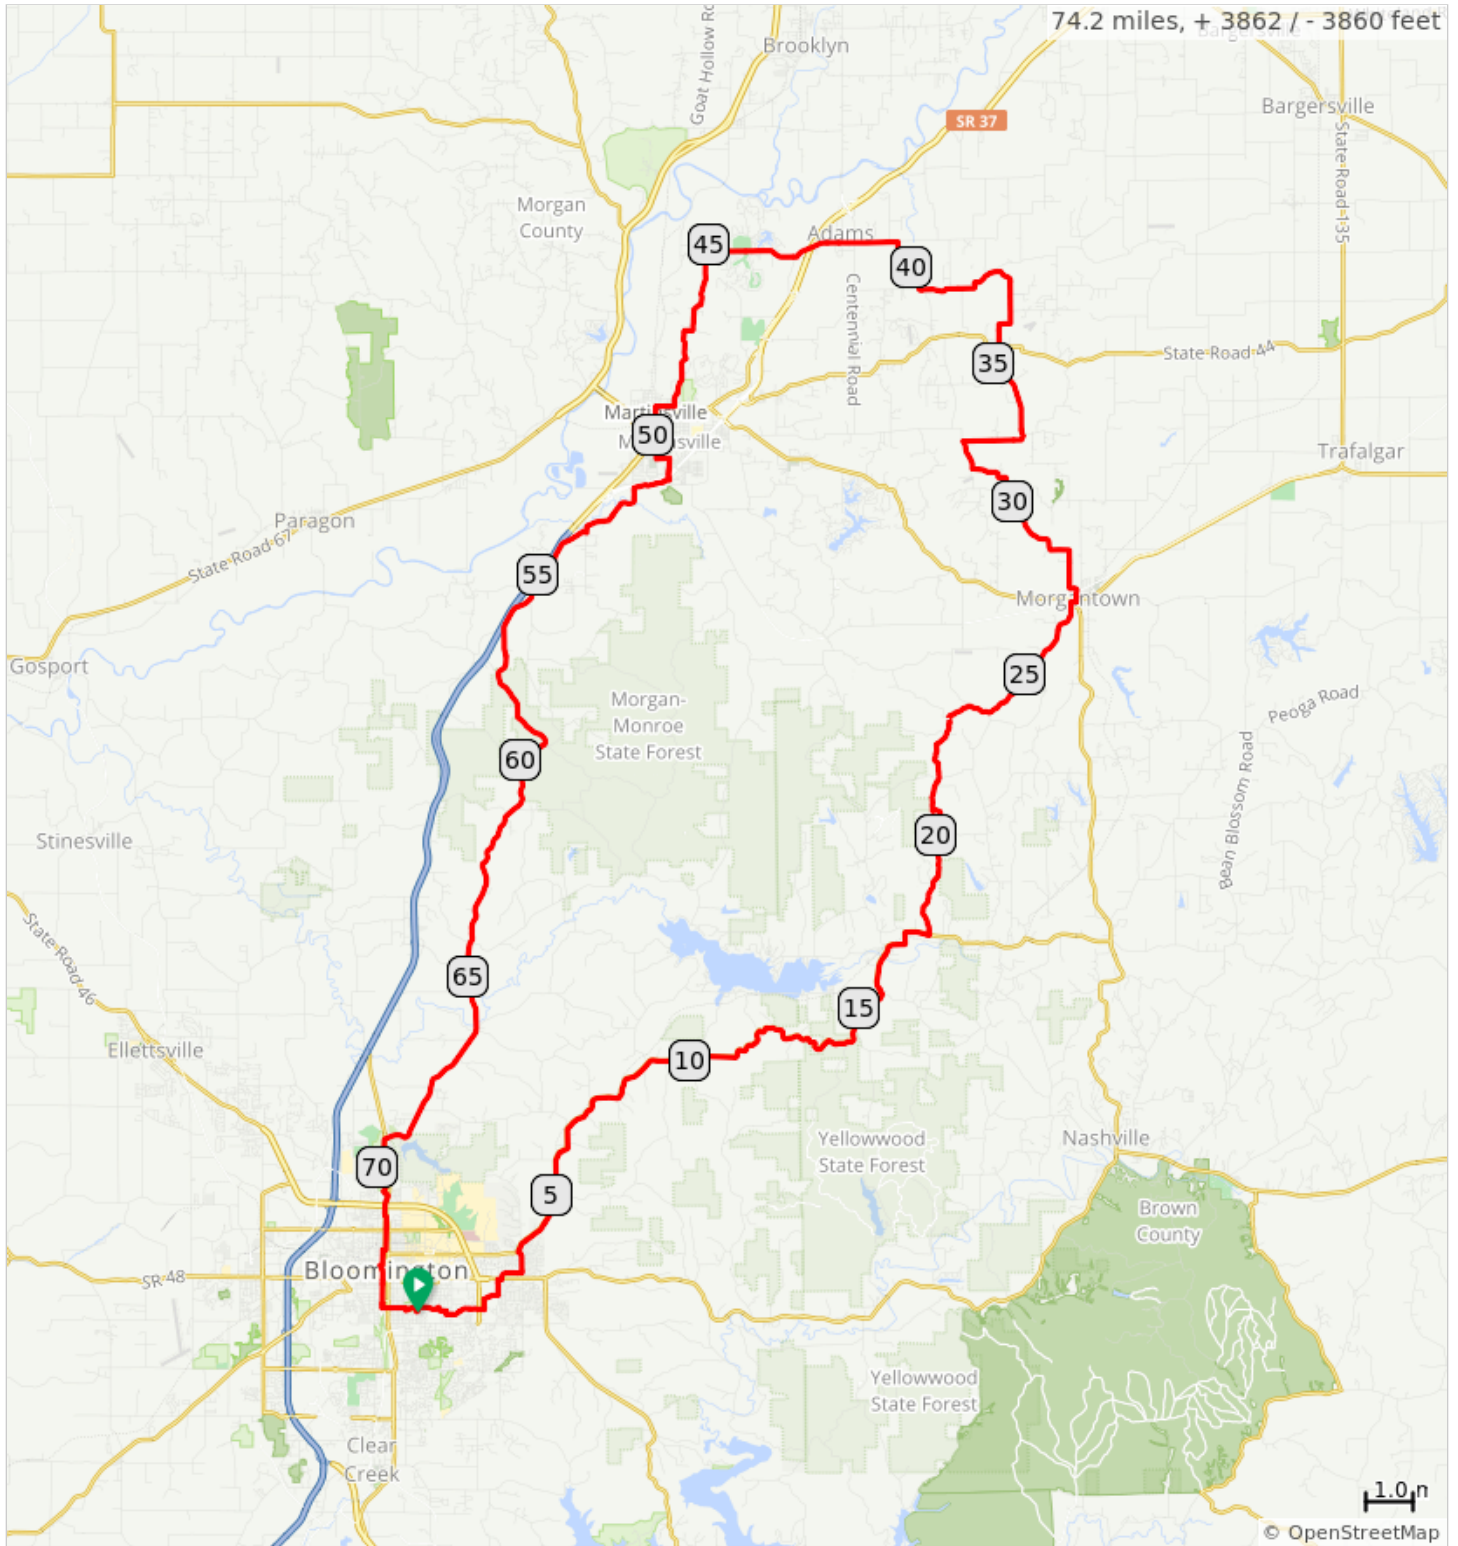 74.2 miles, + 3862 / - 3860 feet
Bargersville
Brooklyn
Goat Hollow Rd
Bargersville
SR 37
State Road 135
Morgan
County
Adams
45
40
Centennial Road
35
State Road 44
Martinsville
50
Trafalgar
30
Paragon
State Road 67
55
Morgantown
Gosport
25
Morgan-
Monroe
State Forest
Peoga Road
60
Bean Blossom Road
Stinesville
20
State Road 46
65
15
Ellettsville
10
Yellowwood
State Forest
Nashville
70
5
Brown
County
Bloomington
SR 48
Yellowwood
State Forest
Clear
Creek
1.0
© OpenStreetMap